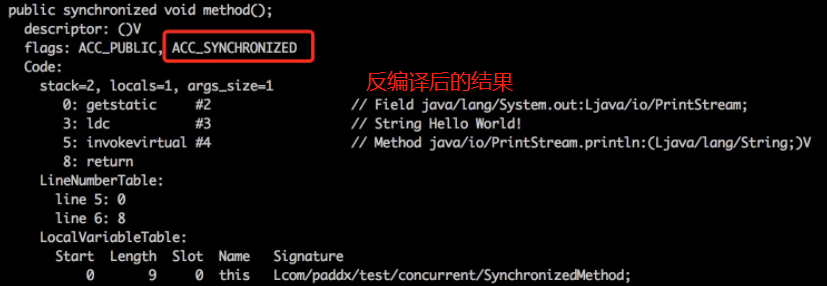 public synchronized void method();
descriptor: ()V
flags: ACC_PUBLIC, ACC_SYNCHRONIZED
Code:
stack=2, locals=1, args_size=1
反编译后的结果
0: getstatic #2 // Field java/lang/System.out:Ljava/io/PrintStream;
3: ldc #3 // String Hello World!
5: invokevirtual #4 // Method java/io/PrintStream.println:(Ljava/lang/String;)V
8: return
LineNumberTable:
line 5: 0
line 6: 8
LocalVariableTable:
Start Length Slot Name Signature
0 9 0 this Lcom/paddx/test/concurrent/SynchronizedMethod;